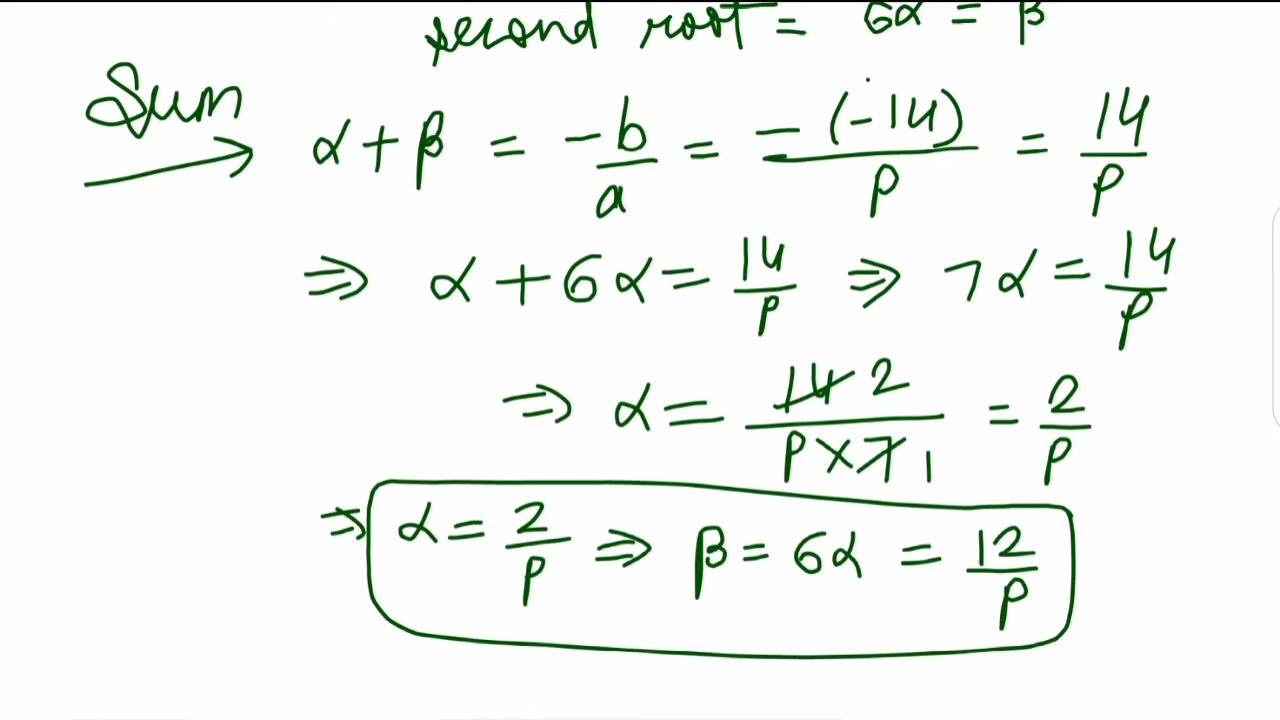 second root = 6α = β
Sum
α + β = -b/a = -(-14)/P = 14/P
⇒ α + 6α = 14/P ⇒ 7α = 14/P
⇒ α = 14 2/P×7 1 = 2/P
⇒ α = 2/P ⇒ β = 6α = 12/P